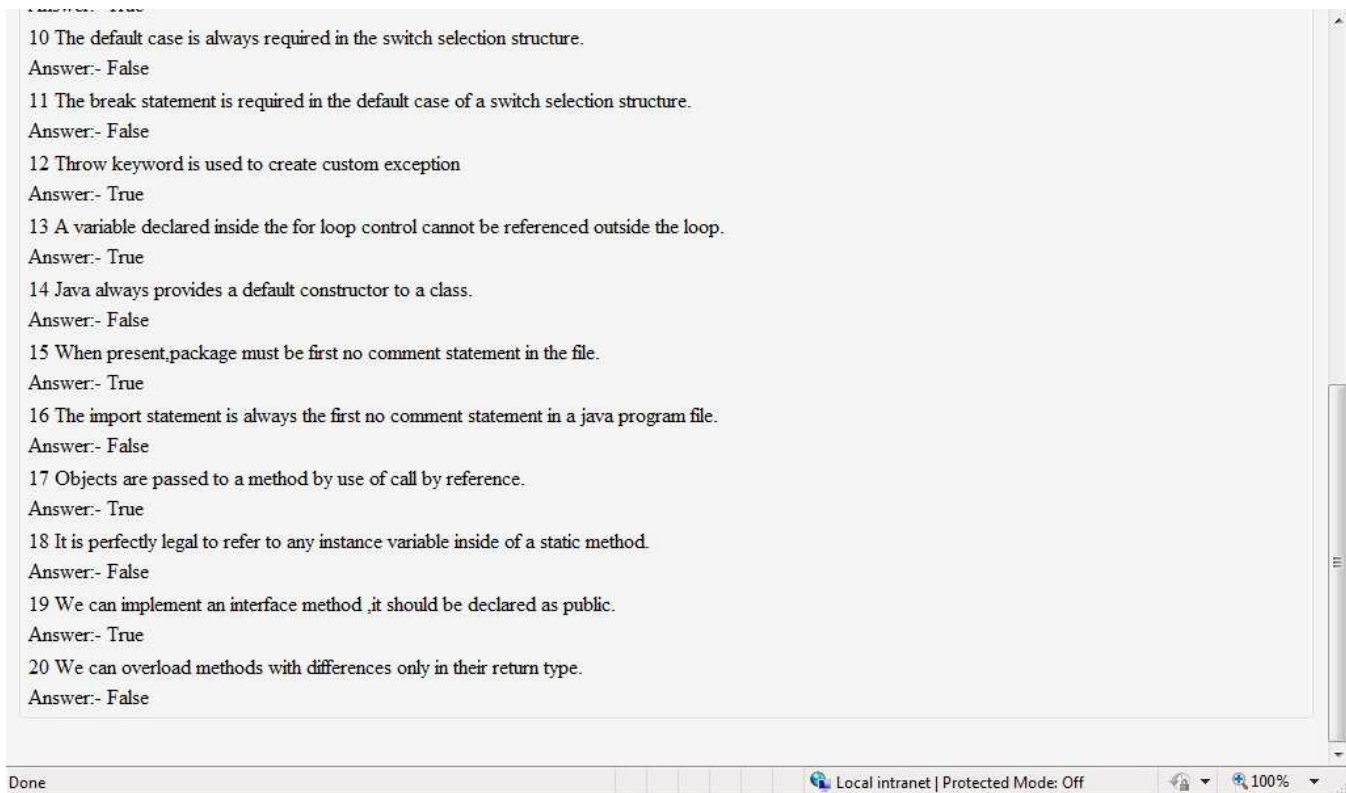 10 The default case is always required in the switch selection structure.
Answer:- False
11 The break statement is required in the default case of a switch selection structure.
Answer:- False
12 Throw keyword is used to create custom exception
Answer:- True
13 A variable declared inside the for loop control cannot be referenced outside the loop.
Answer:- True
14 Java always provides a default constructor to a class.
Answer:- False
15 When present,package must be first no comment statement in the file.
Answer:- True
16 The import statement is always the first no comment statement in a java program file.
Answer:- False
17 Objects are passed to a method by use of call by reference.
Answer:- True
18 It is perfectly legal to refer to any instance variable inside of a static method.
Answer:- False
19 We can implement an interface method ,it should be declared as public.
Answer:- True
20 We can overload methods with differences only in their return type.
Answer:- False
Done Local intranet | Protected Mode: Off 100%